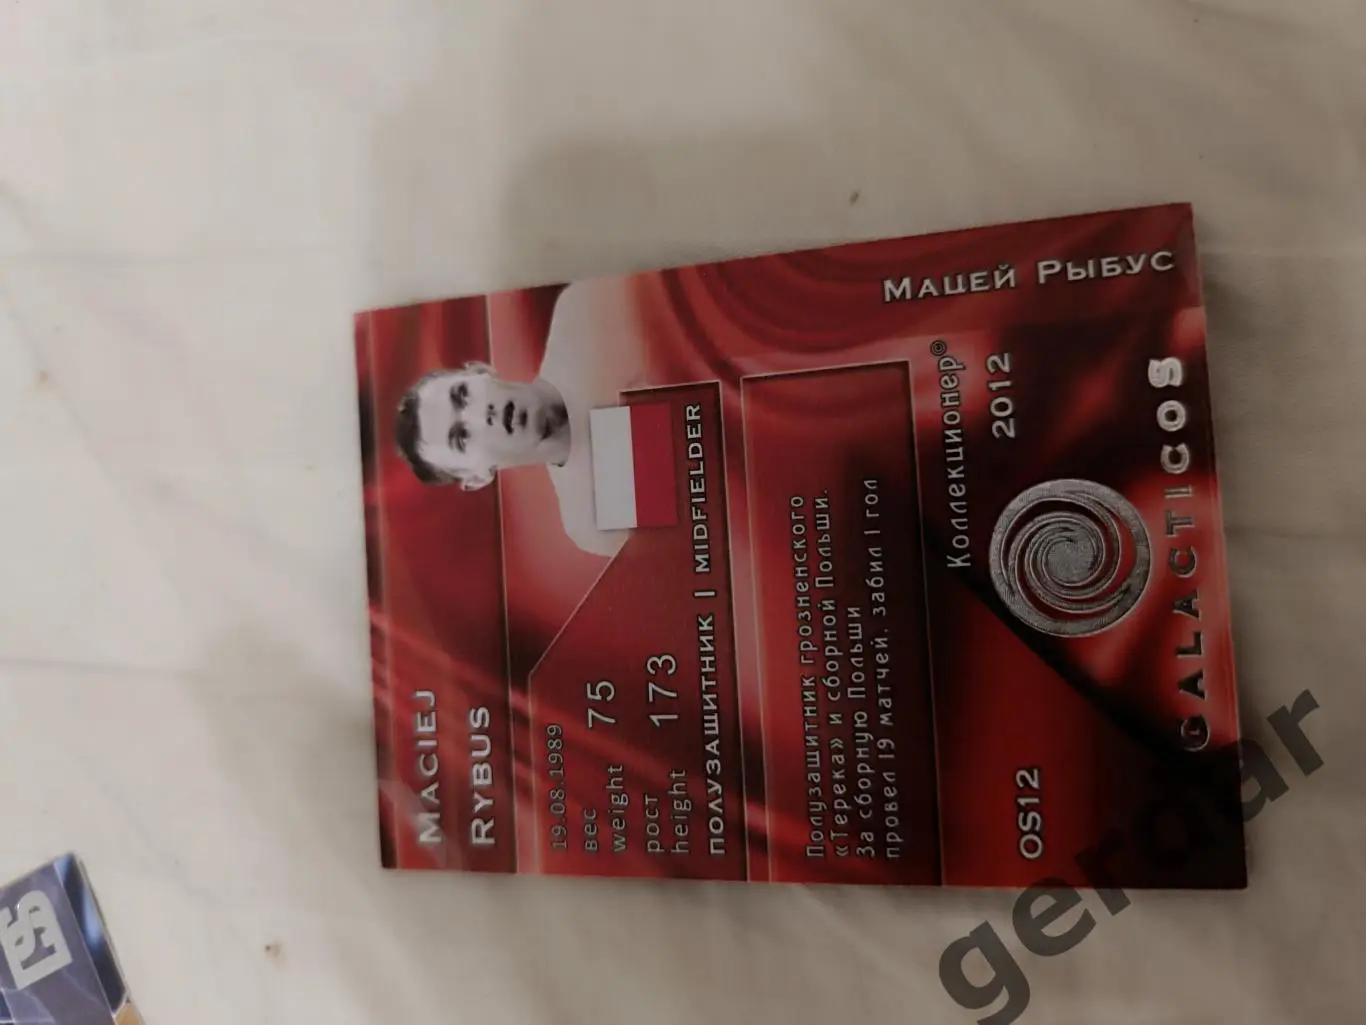 MACIEJ
RYBUS
19.08.1989
вес
weight 75
рост
height 173
ПОЛУЗАЩИТНИК | MIDFIELDER
Полузащитник грозненского
«Терека» и сборной Польши.
За сборную Польши
провел 19 матчей, забил 1 гол
Коллекционер©
OS12
2012
GALACTICOS
МАЦЕЙ РЫБУС
gerdar